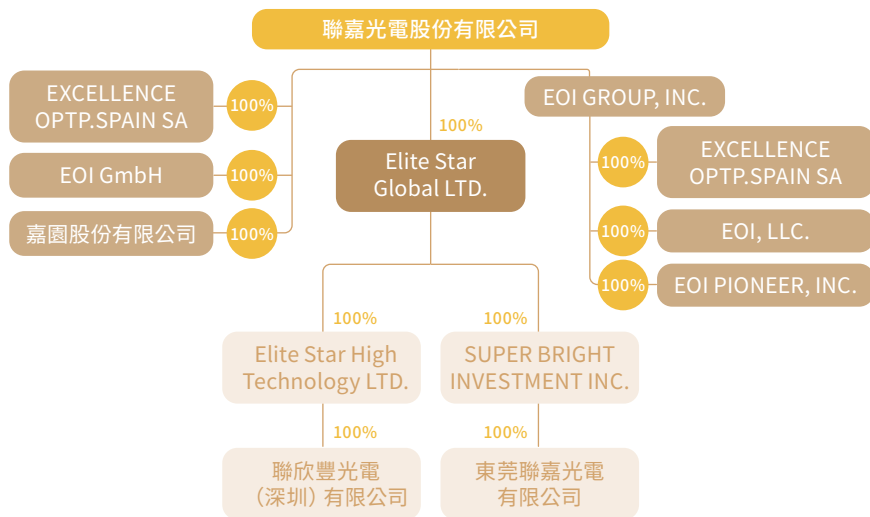 聯嘉光電股份有限公司
EXCELLENCE
OPTP.SPAIN SA
100%
EOI GmbH
100%
嘉園股份有限公司
100%
100%
Elite Star
Global LTD.
EOI GROUP, INC.
100%
EXCELLENCE
OPTP.SPAIN SA
100%
EOI, LLC.
100%
EOI PIONEER, INC.
100%
Elite Star High
Technology LTD.
100%
SUPER BRIGHT
INVESTMENT INC.
100%
聯欣豐光電
（深圳）有限公司
100%
東莞聯嘉光電
有限公司